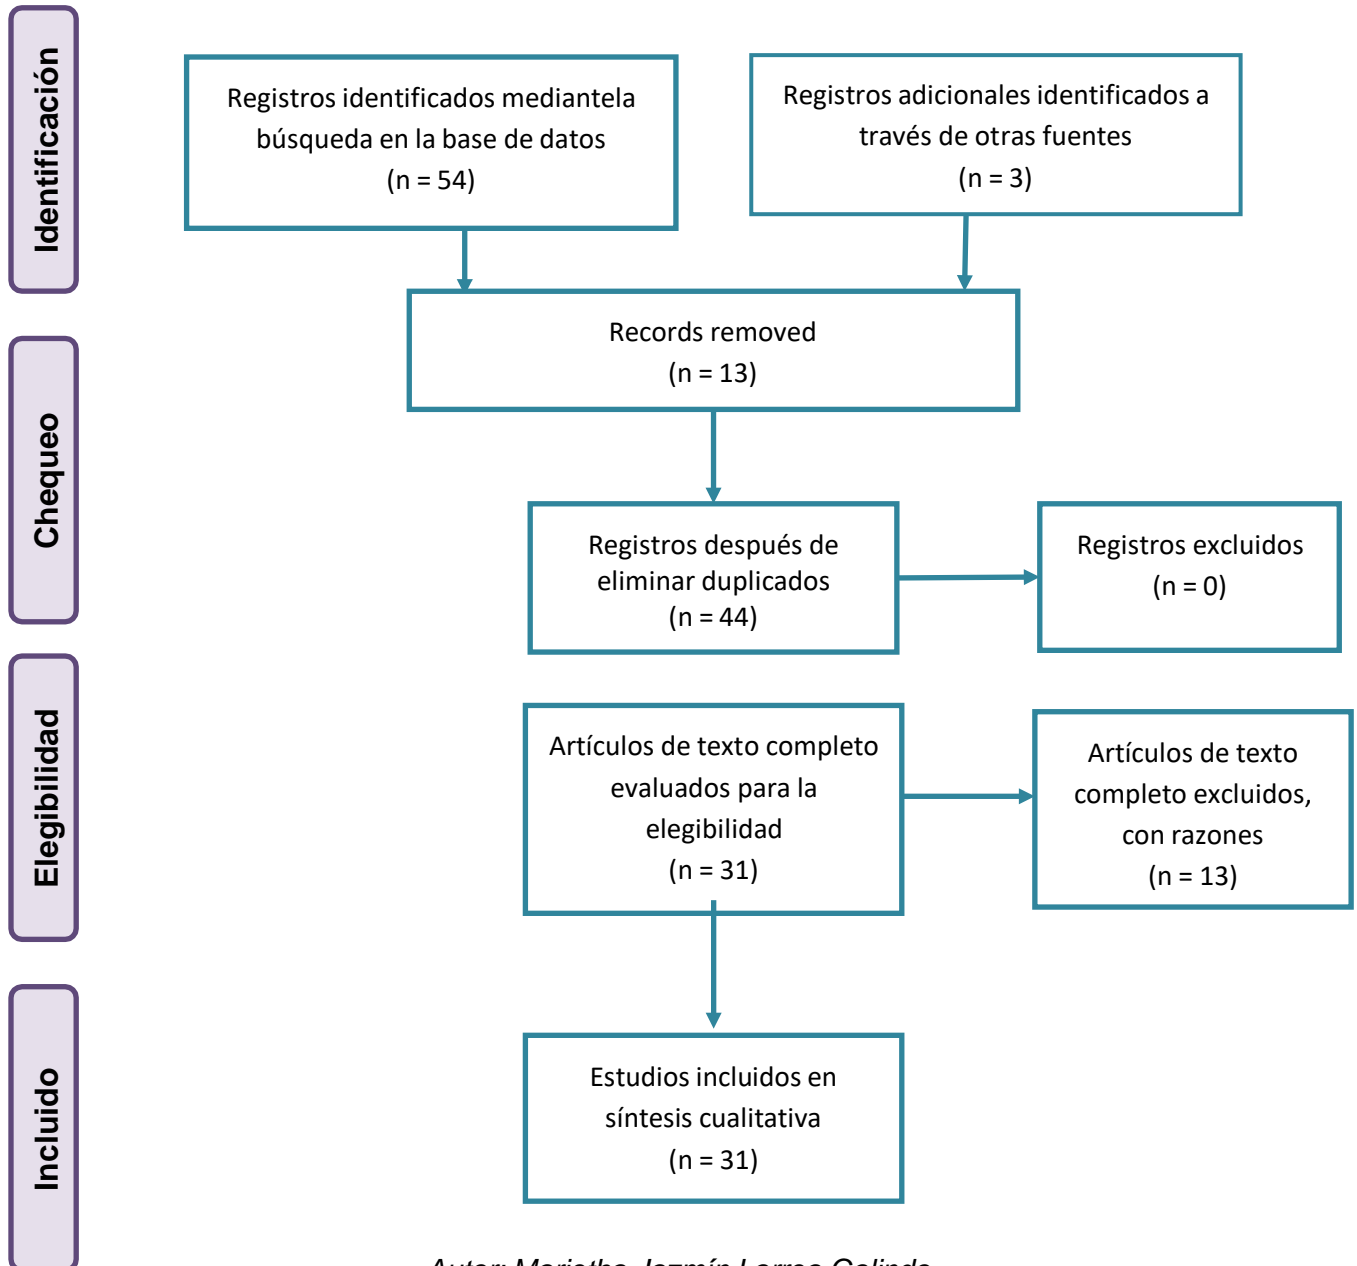 Identificación
Registros identificados mediantela
búsqueda en la base de datos
(n = 54)
Registros adicionales identificados a
través de otras fuentes
(n = 3)
Records removed
(n = 13)
Chequeo
Registros después de
eliminar duplicados
(n = 44)
Registros excluidos
(n = 0)
Elegibilidad
Artículos de texto completo
evaluados para la
elegibilidad
(n = 31)
Artículos de texto
completo excluidos,
con razones
(n = 13)
Incluido
Estudios incluidos en
síntesis cualitativa
(n = 31)
Autor: Jazmín